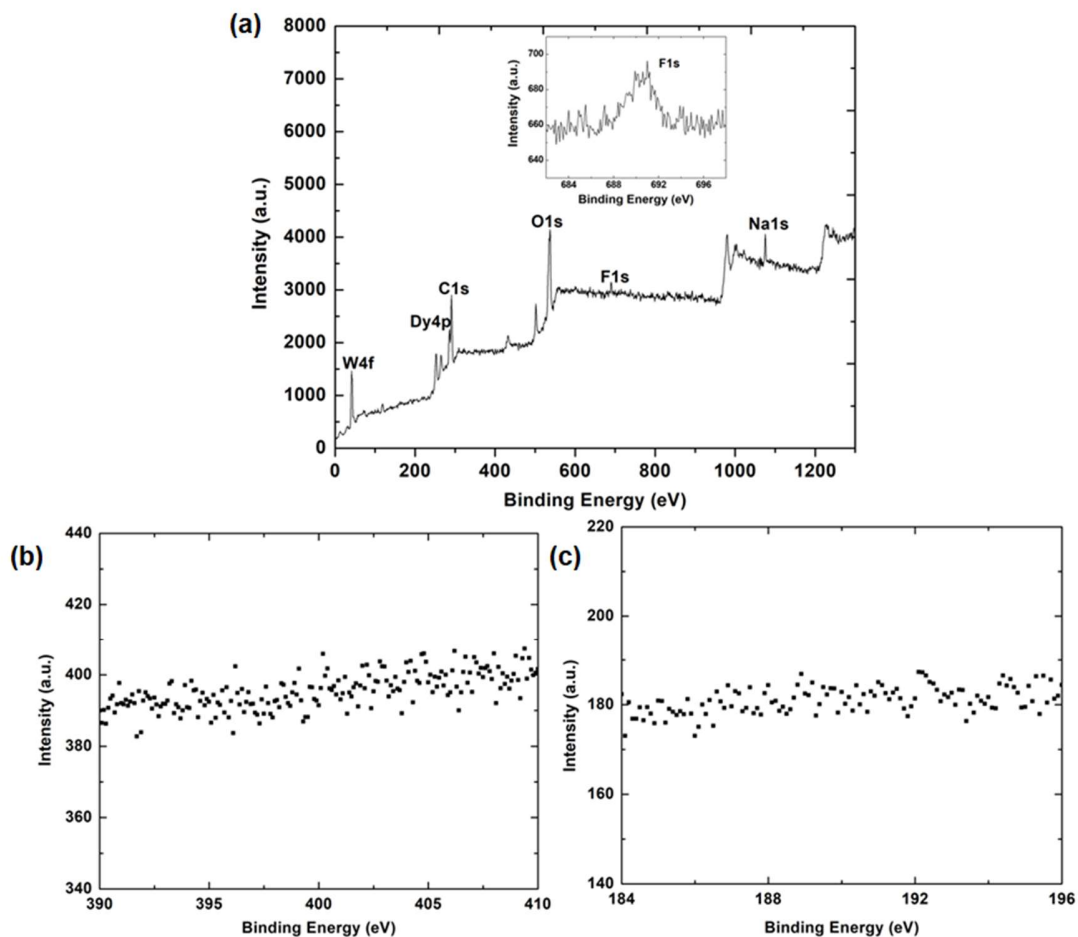 (a)
8000
7000
6000
5000
4000
3000
2000
1000
0
Intensity (a.u.)
0 200 400 600 800 1000 1200
Binding Energy (eV)
W4f
Dy4p
C1s
O1s
F1s
Na1s
F1s
700
680
660
640
Intensity (a.u.)
684 688 692 696
Binding Energy (eV)
(b)
440
420
400
380
360
340
Intensity (a.u.)
390 395 400 405 410
Binding Energy (eV)
(c)
220
200
180
160
140
Intensity (a.u.)
184 188 192 196
Binding Energy (eV)